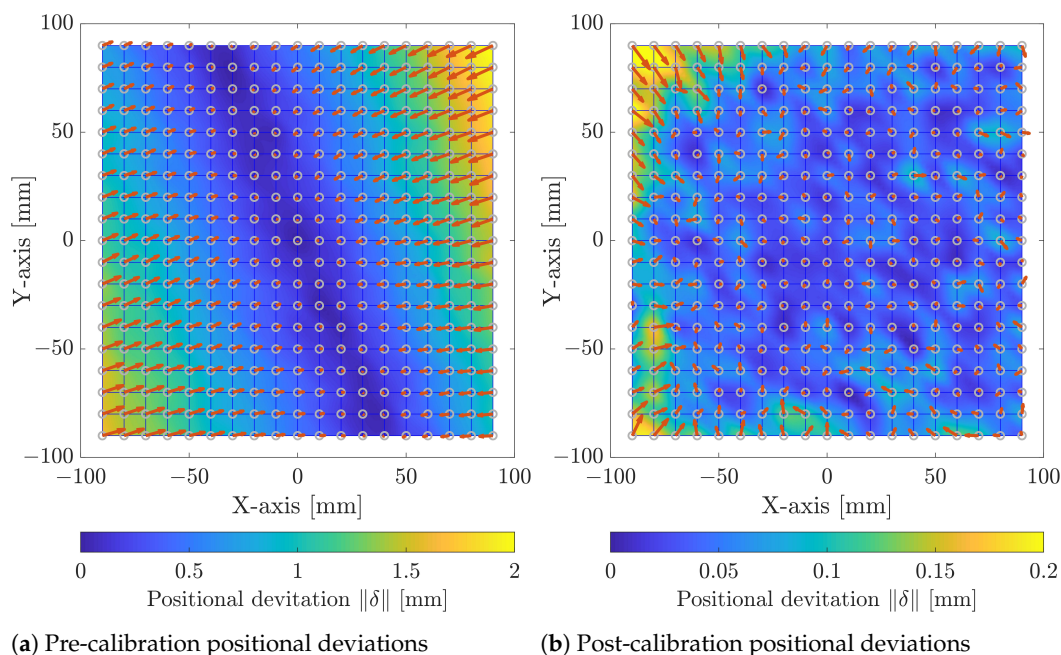 100
50
0
−50
−100
Y-axis [mm]
−100 −50 0 50 100
X-axis [mm]
0 0.5 1 1.5 2
Positional devitation ‖δ‖ [mm]
(a) Pre-calibration positional deviations
100
50
0
−50
−100
Y-axis [mm]
−100 −50 0 50 100
X-axis [mm]
0 0.05 0.1 0.15 0.2
Positional devitation ‖δ‖ [mm]
(b) Post-calibration positional deviations